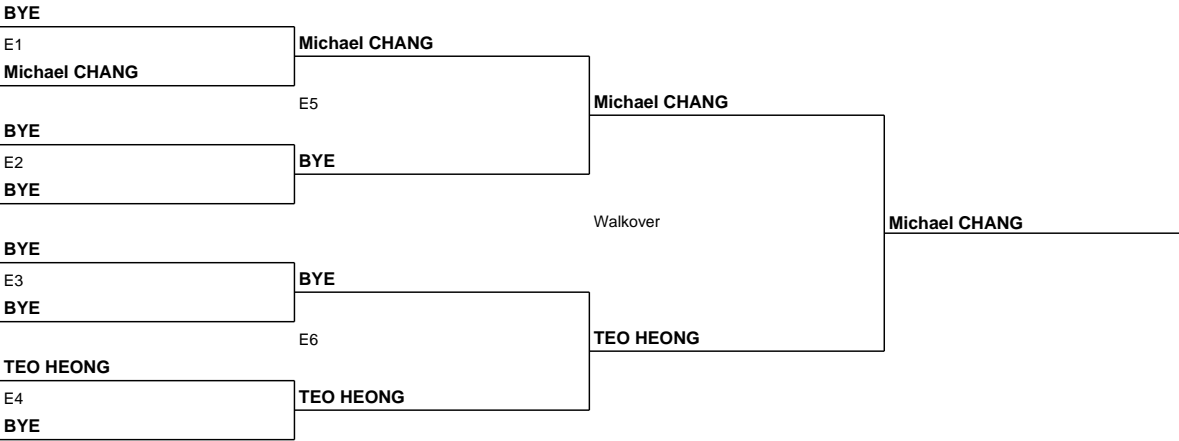 BYE
E1
Michael CHANG
Michael CHANG
E5
Michael CHANG
BYE
E2
BYE
BYE
Walkover
Michael CHANG
BYE
E3
BYE
BYE
E6
TEO HEONG
TEO HEONG
E4
TEO HEONG
BYE